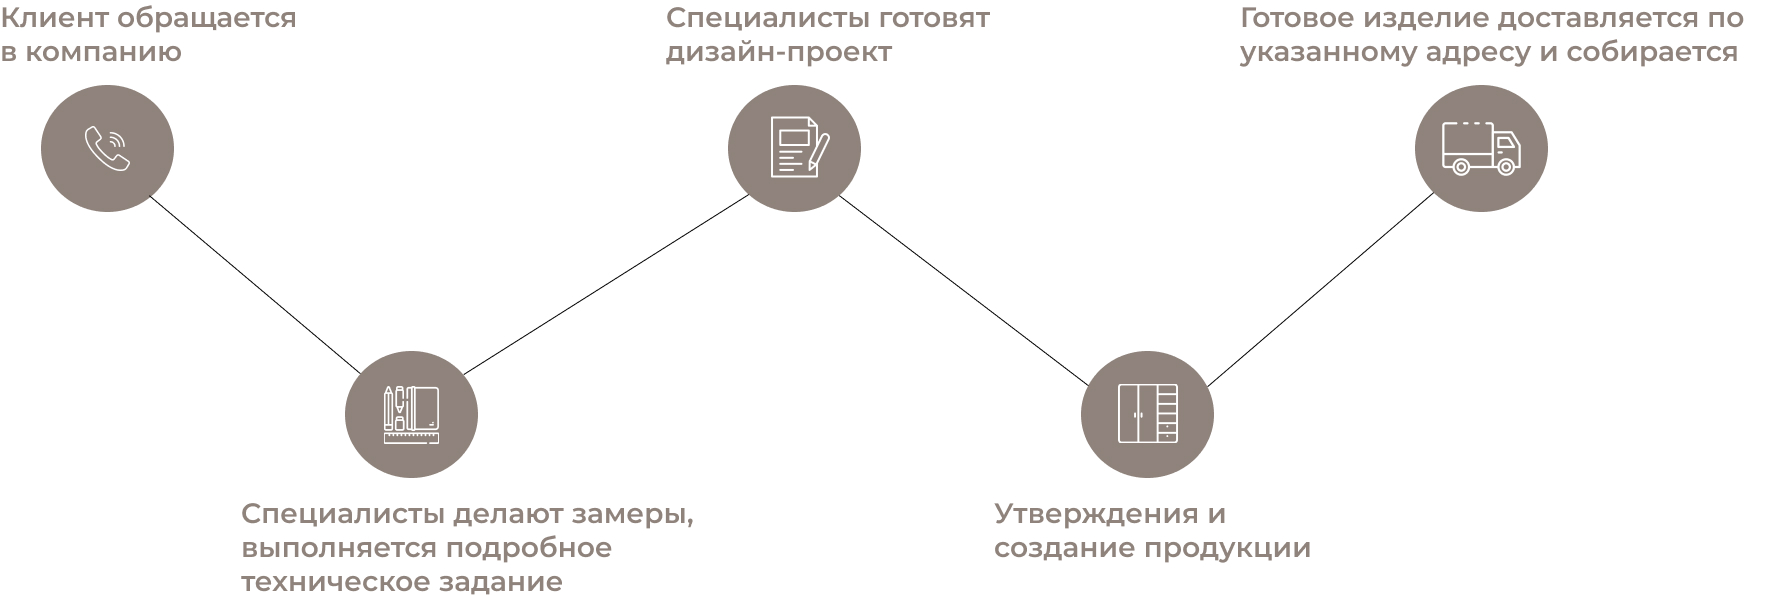 Клиент обращается
в компанию
Специалисты делают замеры,
выполняется подробное
техническое задание
Специалисты готовят
дизайн-проект
Утверждения и
создание продукции
Готовое изделие доставляется по
указанному адресу и собирается